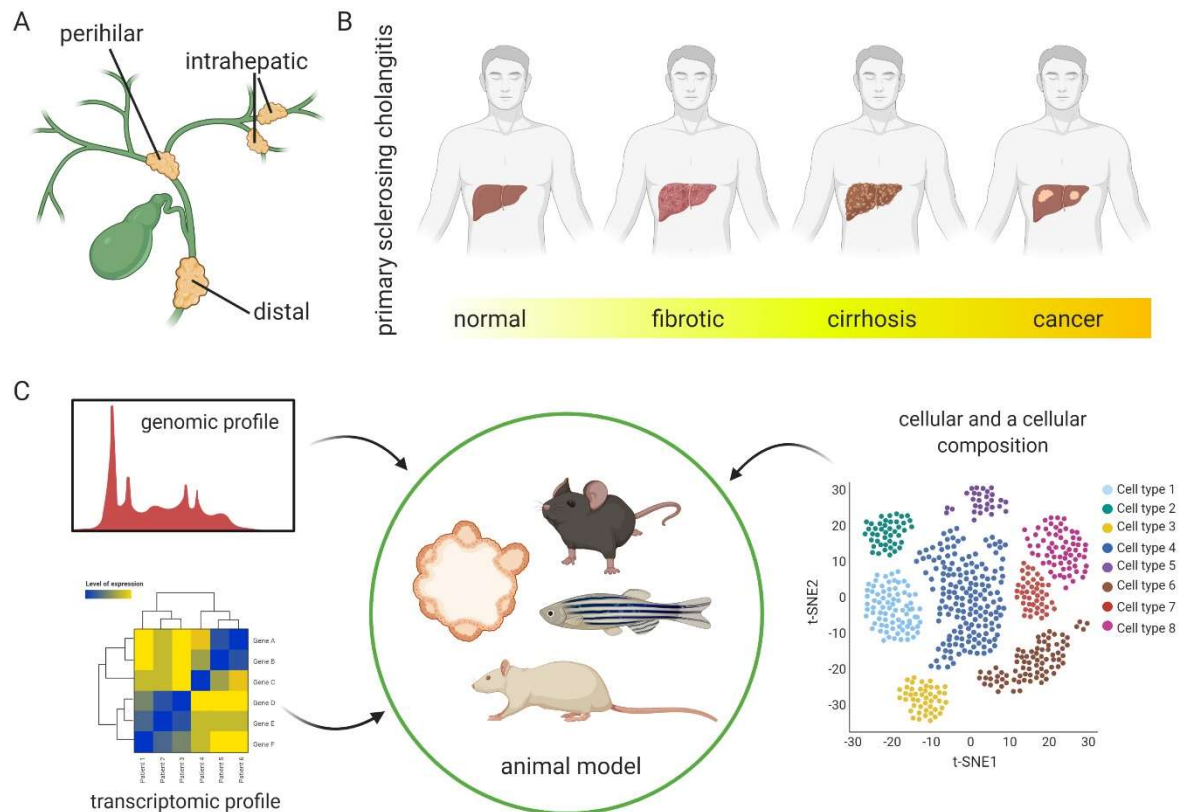 A
perihilar
intrahepatic
distal
B
primary sclerosing cholangitis
normal
fibrotic
cirrhosis
cancer
C
genomic profile
Level of expression
Gene A
Gene B
Gene C
Gene D
Gene E
Gene F
Patient 1
Patient 2
Patient 3
Patient 4
Patient 5
Patient 6
transcriptomic profile
animal model
cellular and a cellular
composition
30
20
10
0
-10
-20
-30
t-SNE2
-30
-20
-10
0
10
20
30
t-SNE1
Cell type 1
Cell type 2
Cell type 3
Cell type 4
Cell type 5
Cell type 6
Cell type 7
Cell type 8